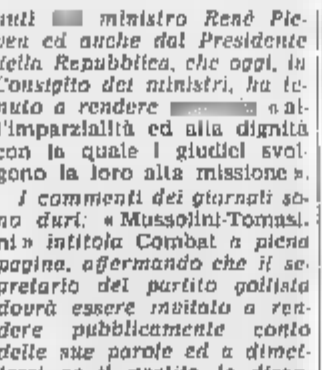 nuti ministro René Ple-
ven ed anche dal Presidente
della Repubblica, che oggi, in
Consiglio dei ministri, ha te-
nuto a rendere « al-
l'imparzialità ed alla dignità
con la quale i giudici svol-
gono la loro alta missione ».
I commenti dei giornali so-
no duri: « Mussolini-Tomasi-
ni » intitola Combat a piena
pagina, affermando che il se-
gretario del partito gollista
dovrà essere invitato a ren-
dere pubblicamente conto
delle sue parole ed a dimet-